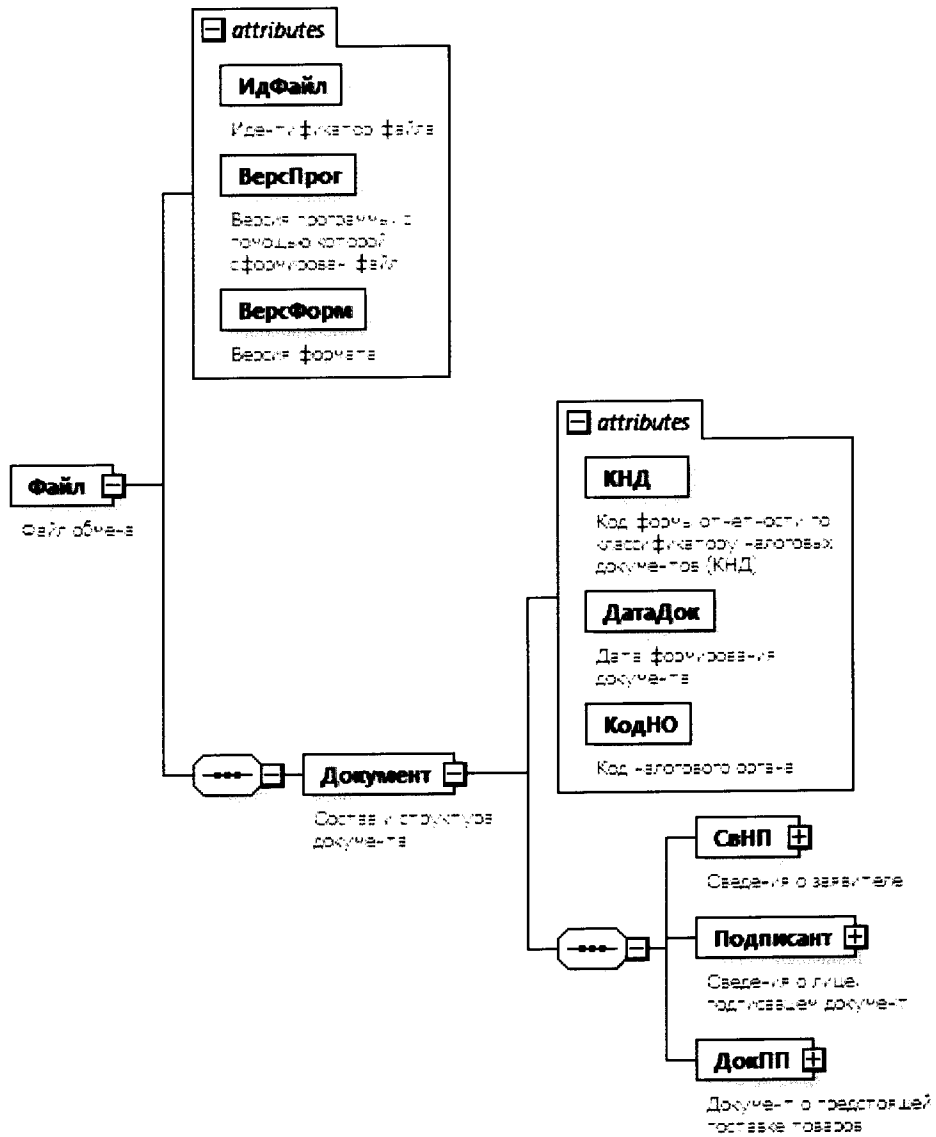 attributes
ИдФайл
Идентификатор файла
ВерсПрог
Версия программы, с
помощью которой
сформирован файл
ВерсФорм
Версия формата
Файл
Файл обмена
attributes
КНД
Код формы отчетности по
классификатору налоговых
документов (КНД)
ДатаДок
Дата формирования
документа
КодНО
Код налогового органа
Документ
Состав и структура
документа
СвНП
Сведения о заявителе
Подписант
Сведения о лице,
подписавшем документ
ДокПП
Документ о предстоящей
поставке товаров